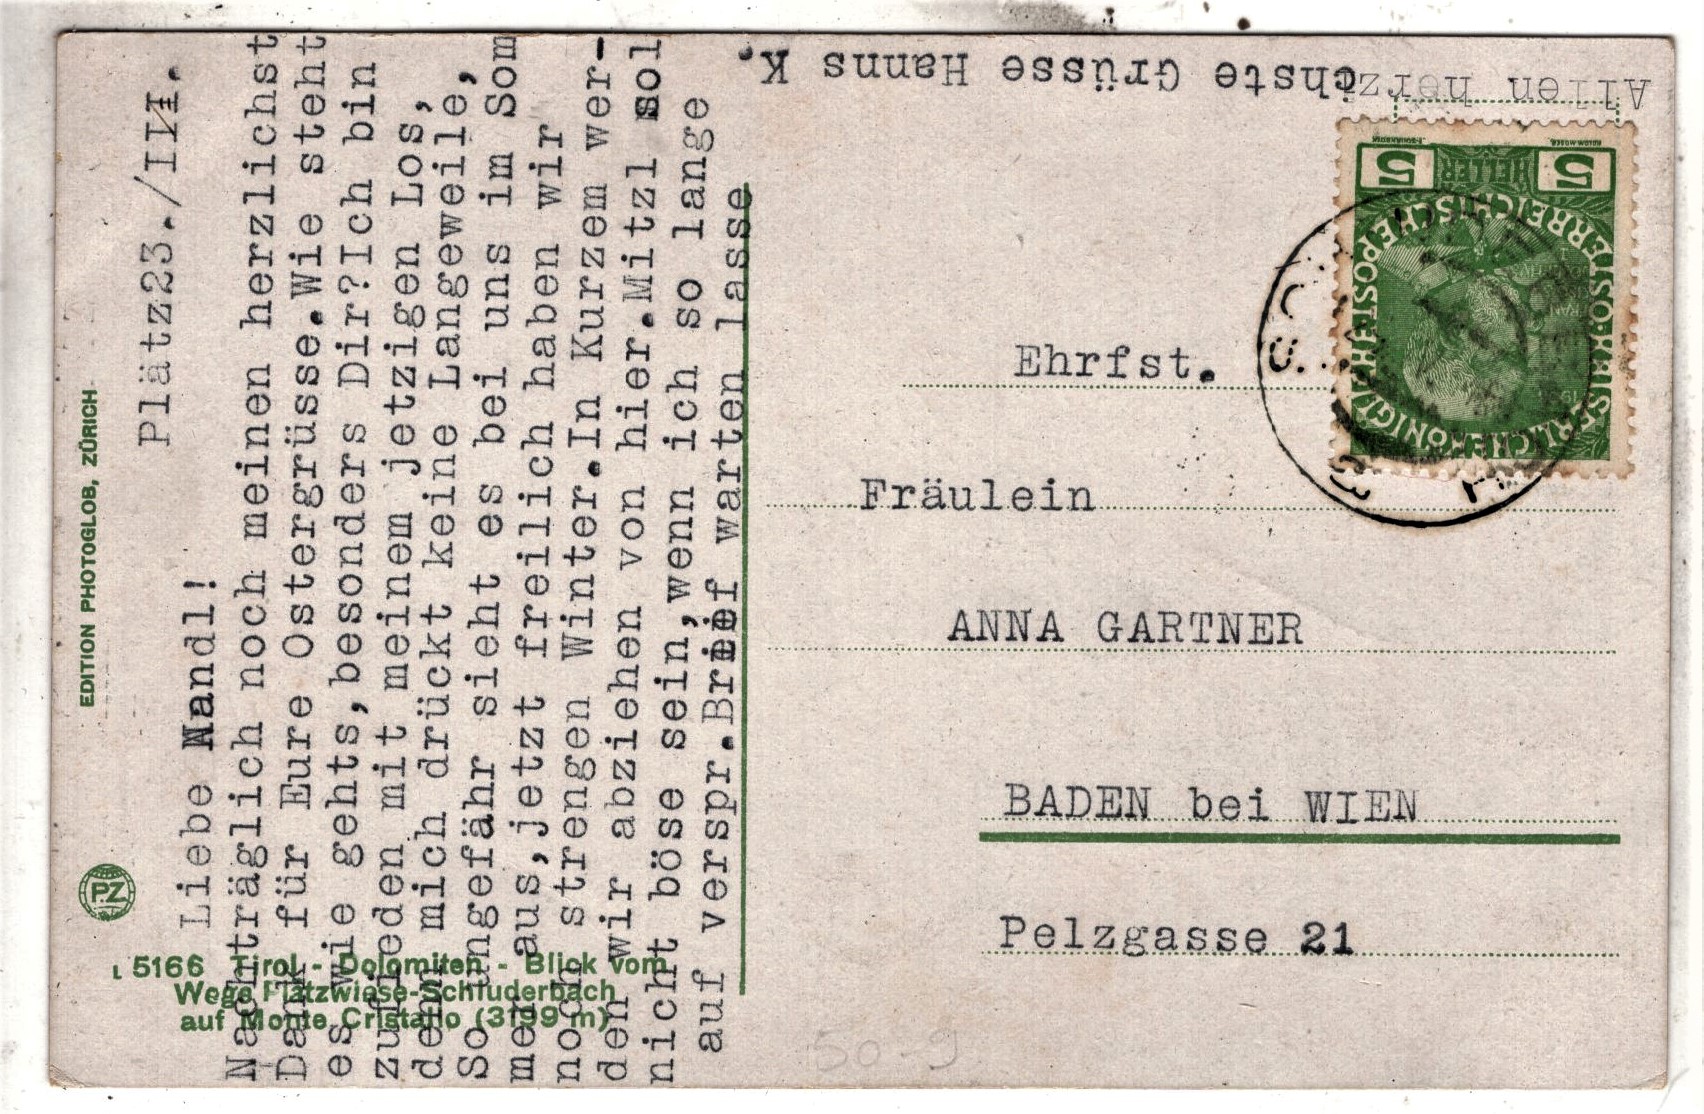 Plätz23./III.
Liebe Nandl!
Nachträglich noch meinen herzlichst
Dank für Eure Ostergrüsse.Wie steht
es wie gehts,besonders Dir?Ich bin
zufrieden mit meinem jetzigen Los,
denn mich drückt keine Langeweile,
So ungefähr sieht es bei uns im Som
mer aus,jetzt freilich haben wir
noch strengen Winter.In Kurzem wer-
den wir abziehen von hier.Mitzl sol
nicht böse sein,wenn ich so lange
auf verspr.Brief warten lasse
Allen herzlichste Grüsse Hanns K.
Ehrfst.
Fräulein
ANNA GARTNER
BADEN bei WIEN
Pelzgasse 21
EDITION PHOTOGLOB, ZÜRICH
PZ
L 5166 Tirol - Dolomiten - Blick vom
Wege Plätzwiese-Schluderbach
auf Monte Cristallo (3199 m)
5 HELLER 5
KAISERLICHE KÖNIGLICHE ÖSTERREICHISCHE POST
50-9